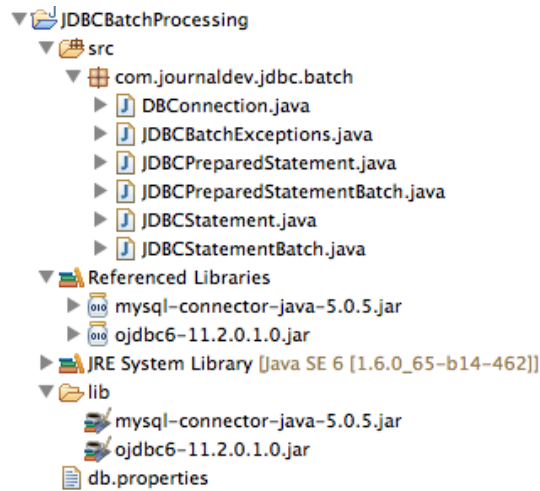 JDBCBatchProcessing
src
com.journaldev.jdbc.batch
DBConnection.java
JDBCBatchExceptions.java
JDBCPreparedStatement.java
JDBCPreparedStatementBatch.java
JDBCStatement.java
JDBCStatementBatch.java
Referenced Libraries
mysql-connector-java-5.0.5.jar
ojdbc6-11.2.0.1.0.jar
JRE System Library [Java SE 6 [1.6.0_65-b14-462]]
lib
mysql-connector-java-5.0.5.jar
ojdbc6-11.2.0.1.0.jar
db.properties